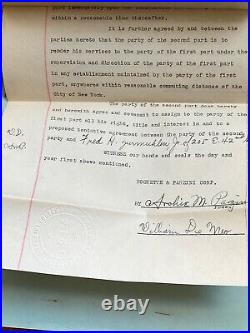 within a reasonable time thereafter.
It is further agreed by and between the
parties hereto that the party of the second part is to
render his services to the party of the first part under
the supervision and direction of the party of the first part
in any establishment maintained by the party of the first
part, anywhere within reasonable commuting distance of the
City of New York.
The party of the second part does hereby
and herewith agree and consent to assign to the party of the
first part all his right, title and interest in and to a
proposed tentative agreement between the party of the second
party and Fred H. Jr. of 205 E. 42nd
WITNESS our hands and seals the day and
year first above mentioned.
ROCHETTE & PARZINI CORP.
BY
William